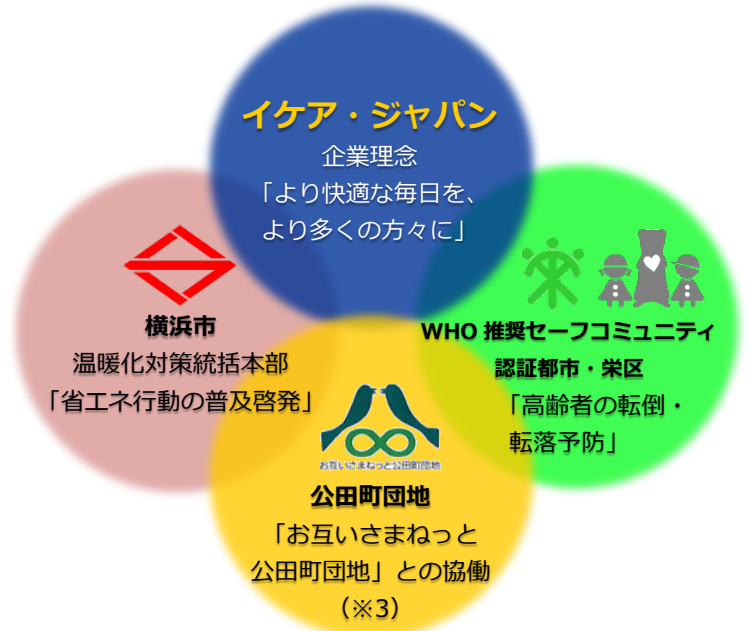 イケア・ジャパン
企業理念
「より快適な毎日を、
より多くの方々に」
横浜市
温暖化対策統括本部
「省エネ行動の普及啓発」
WHO 推奨セーフコミュニティ
認証都市・栄区
「高齢者の転倒・
転落予防」
お互いさまねっと公田町団地
公田町団地
「お互いさまねっと
公田町団地」との協働
（※3）